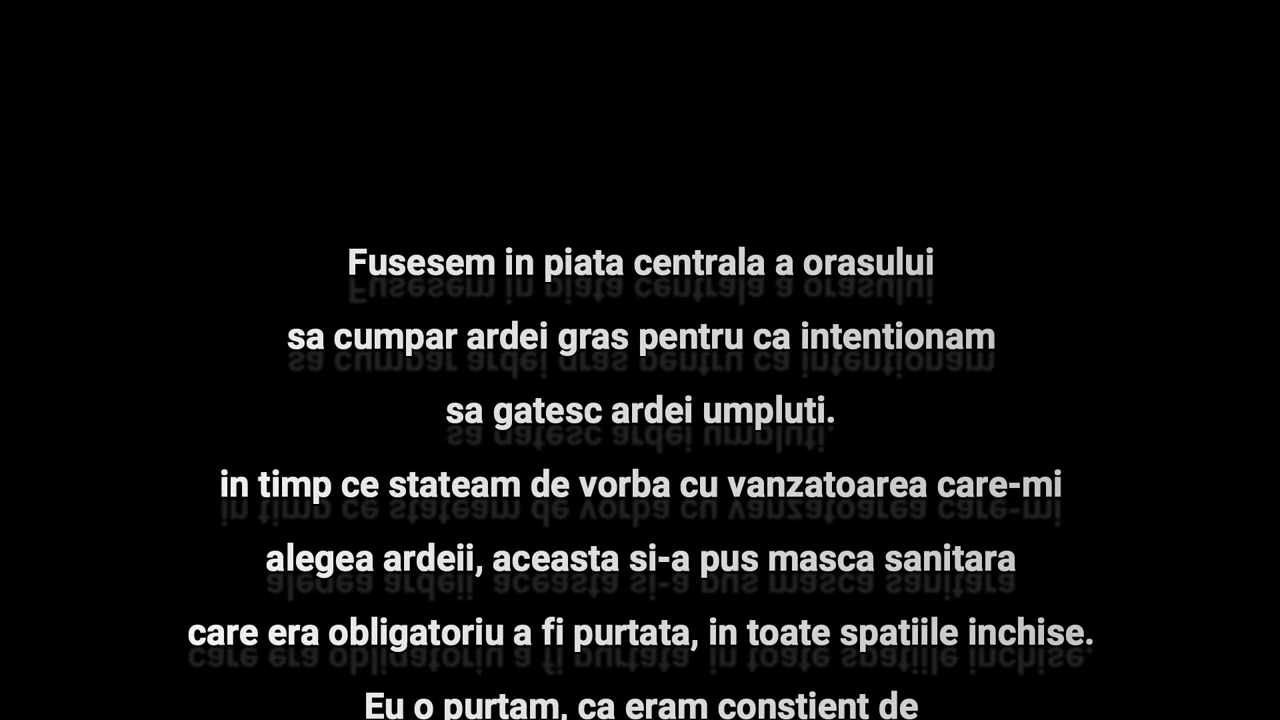 Fusesem in piata centrala a orasului
sa cumpar ardei gras pentru ca intentionam
sa gatesc ardei umpluti.
in timp ce stateam de vorba cu vanzatoarea care-mi
alegea ardeii, aceasta si-a pus masca sanitara
care era obligatoriu a fi purtata, in toate spatiile inchise.
Eu o purtam, ca eram constient de